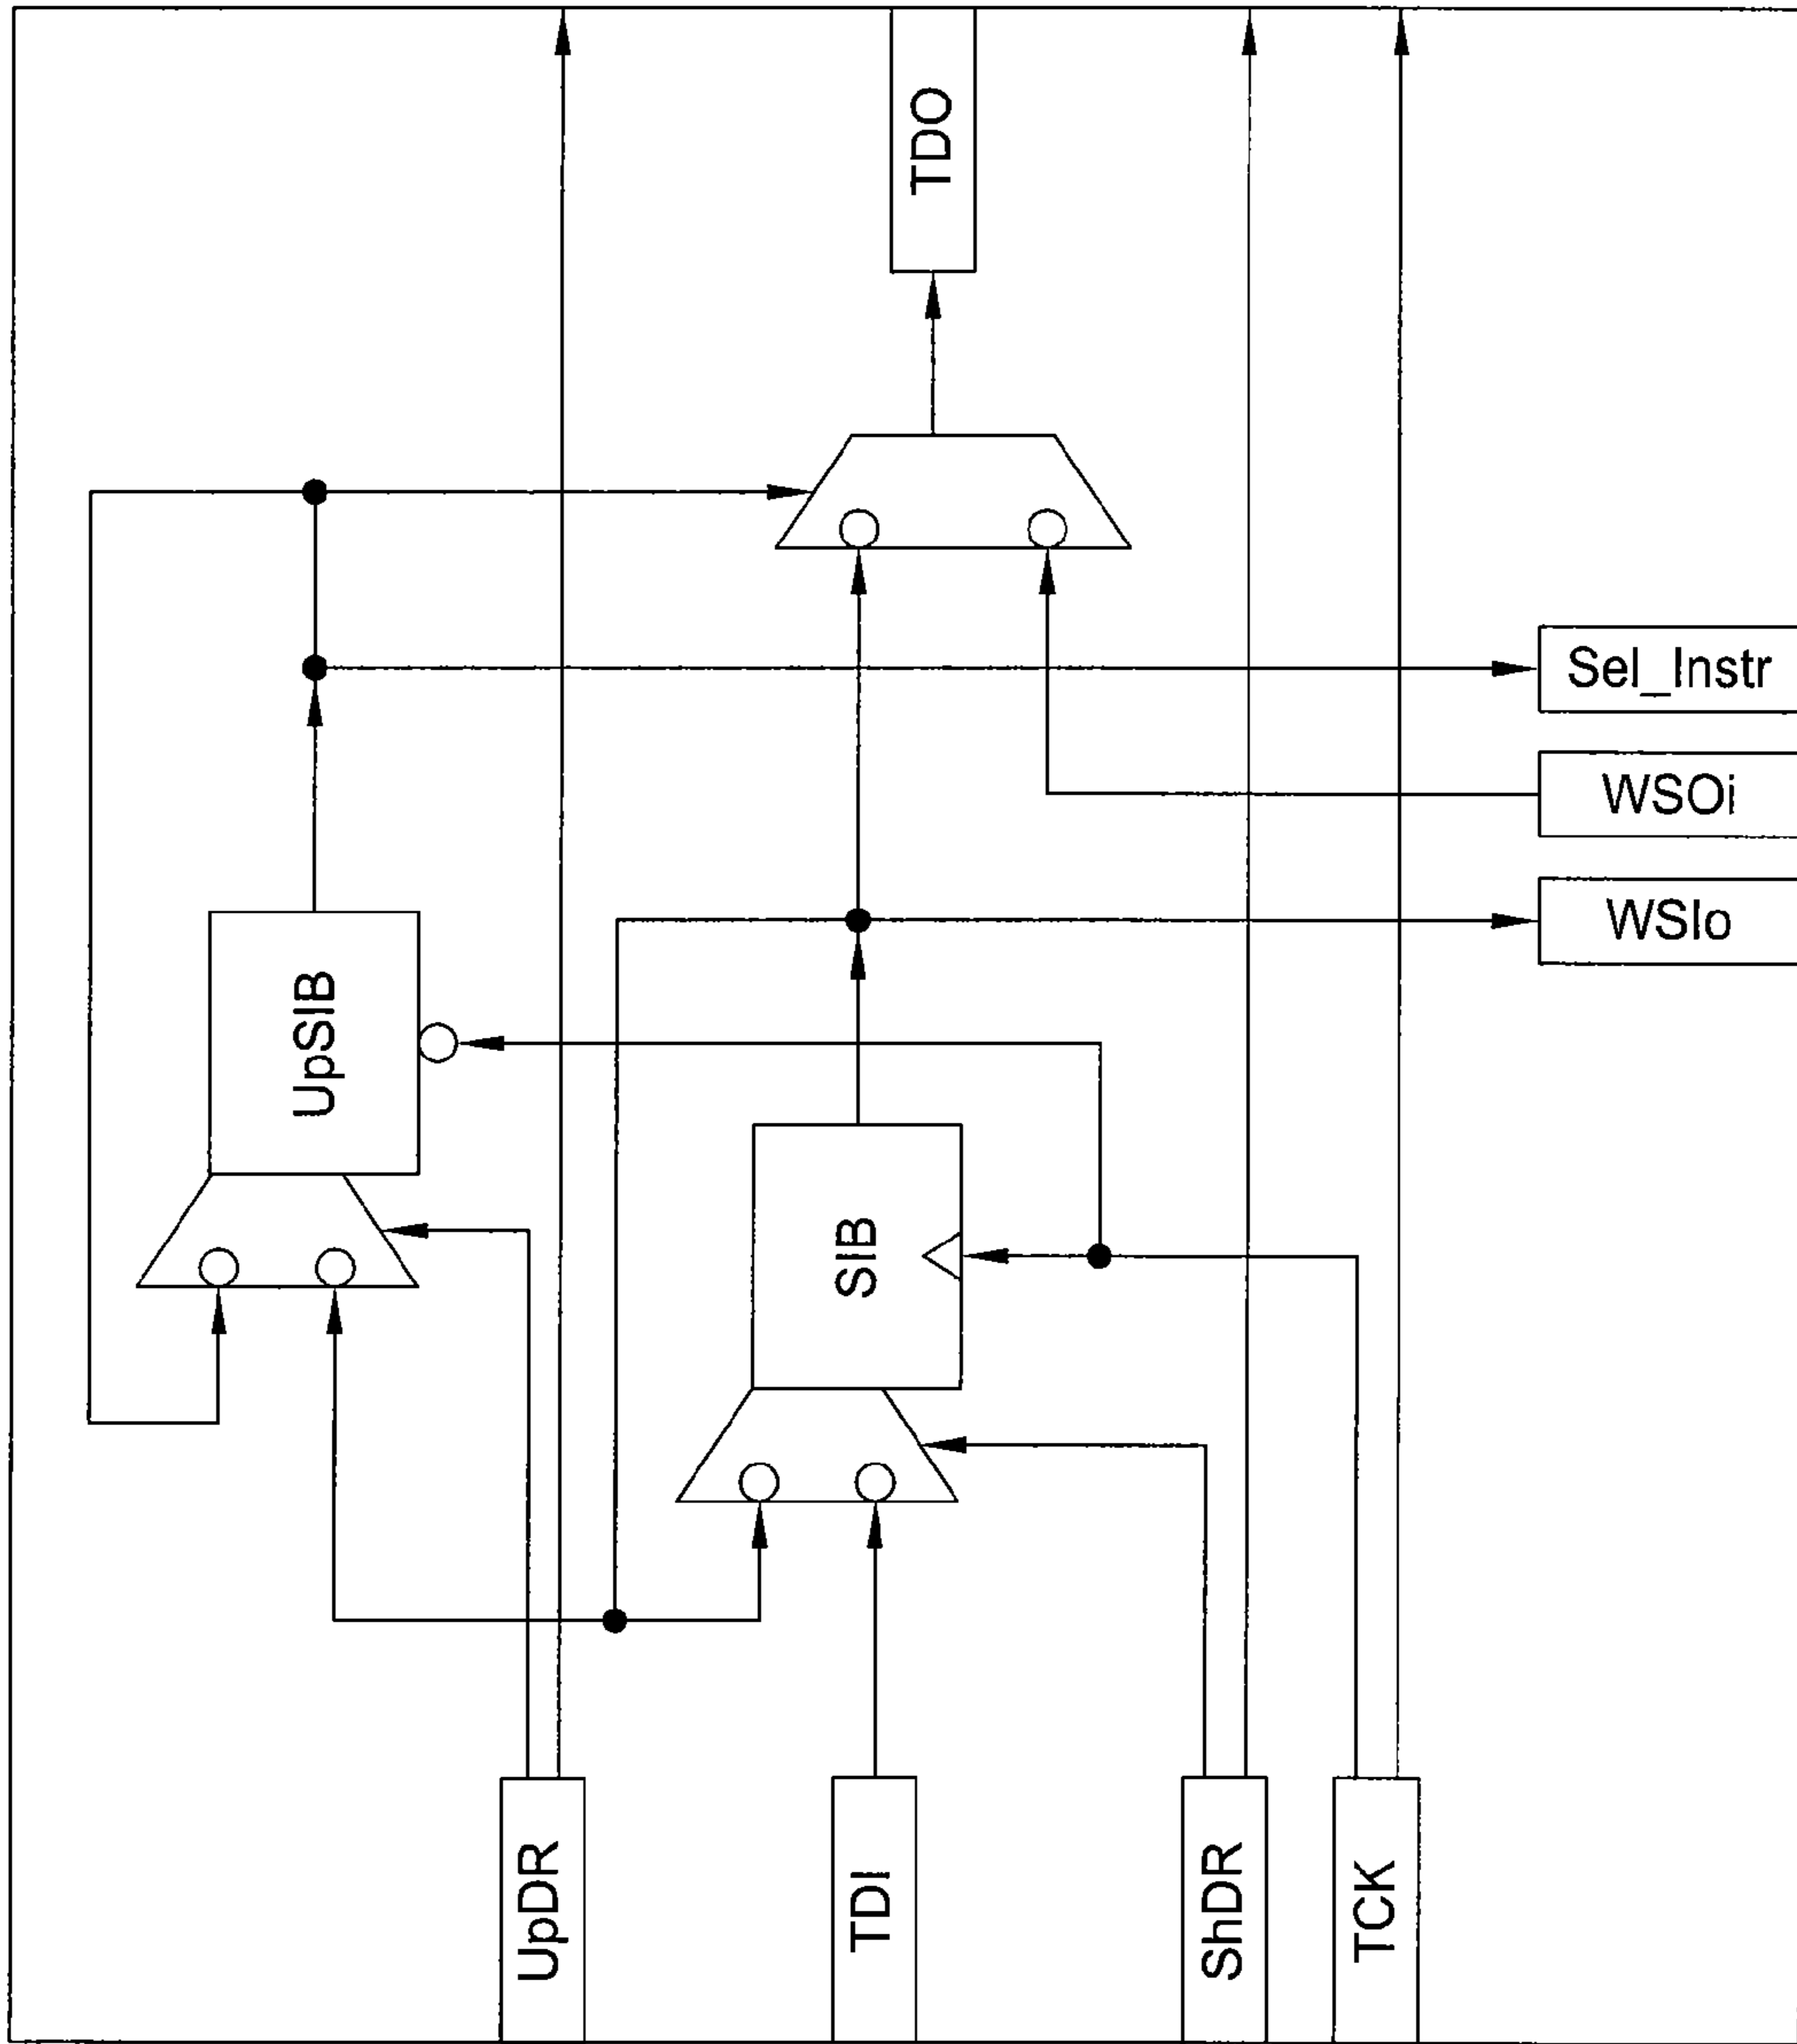 UpDR
TDI
ShDR
TCK
UpSIB
SIB
TDO
Sel_Instr
WSOi
WSIo